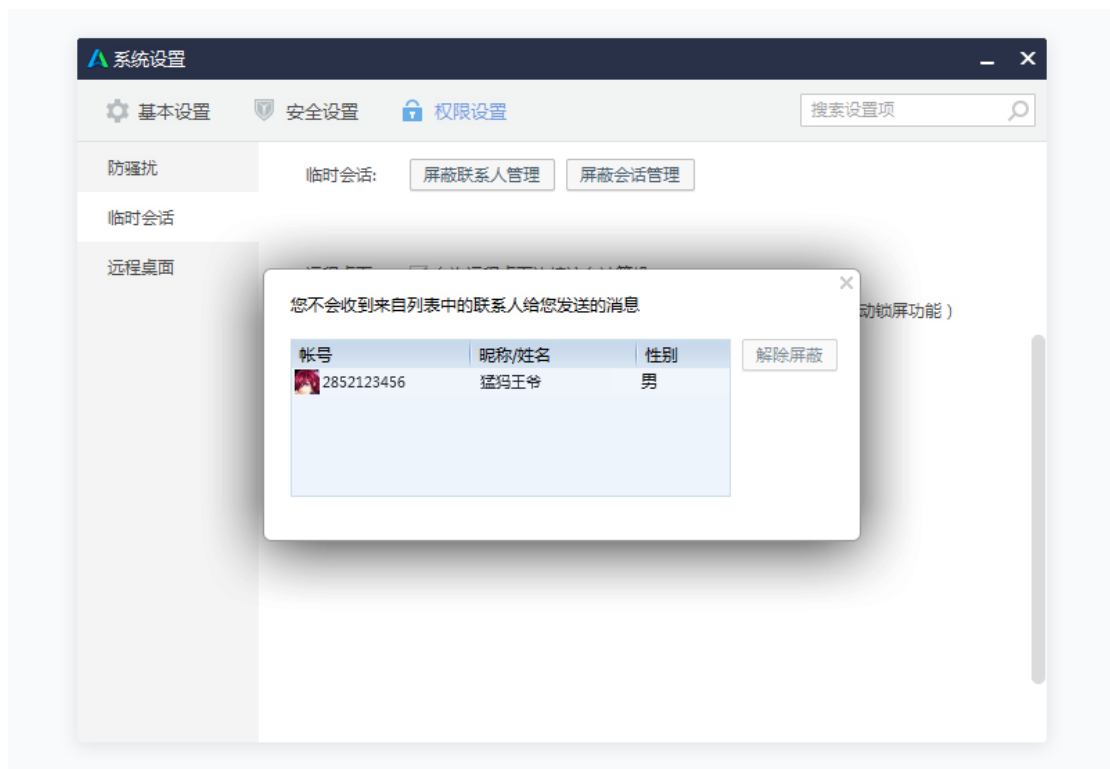 系统设置
基本设置 安全设置 权限设置 搜索设置项
防骚扰
临时会话: 屏蔽联系人管理 屏蔽会话管理
临时会话
远程桌面
您不会收到来自列表中的联系人给您发送的消息
动锁屏功能）
帐号 昵称/姓名 性别 解除屏蔽
2852123456 猛犸王爷 男